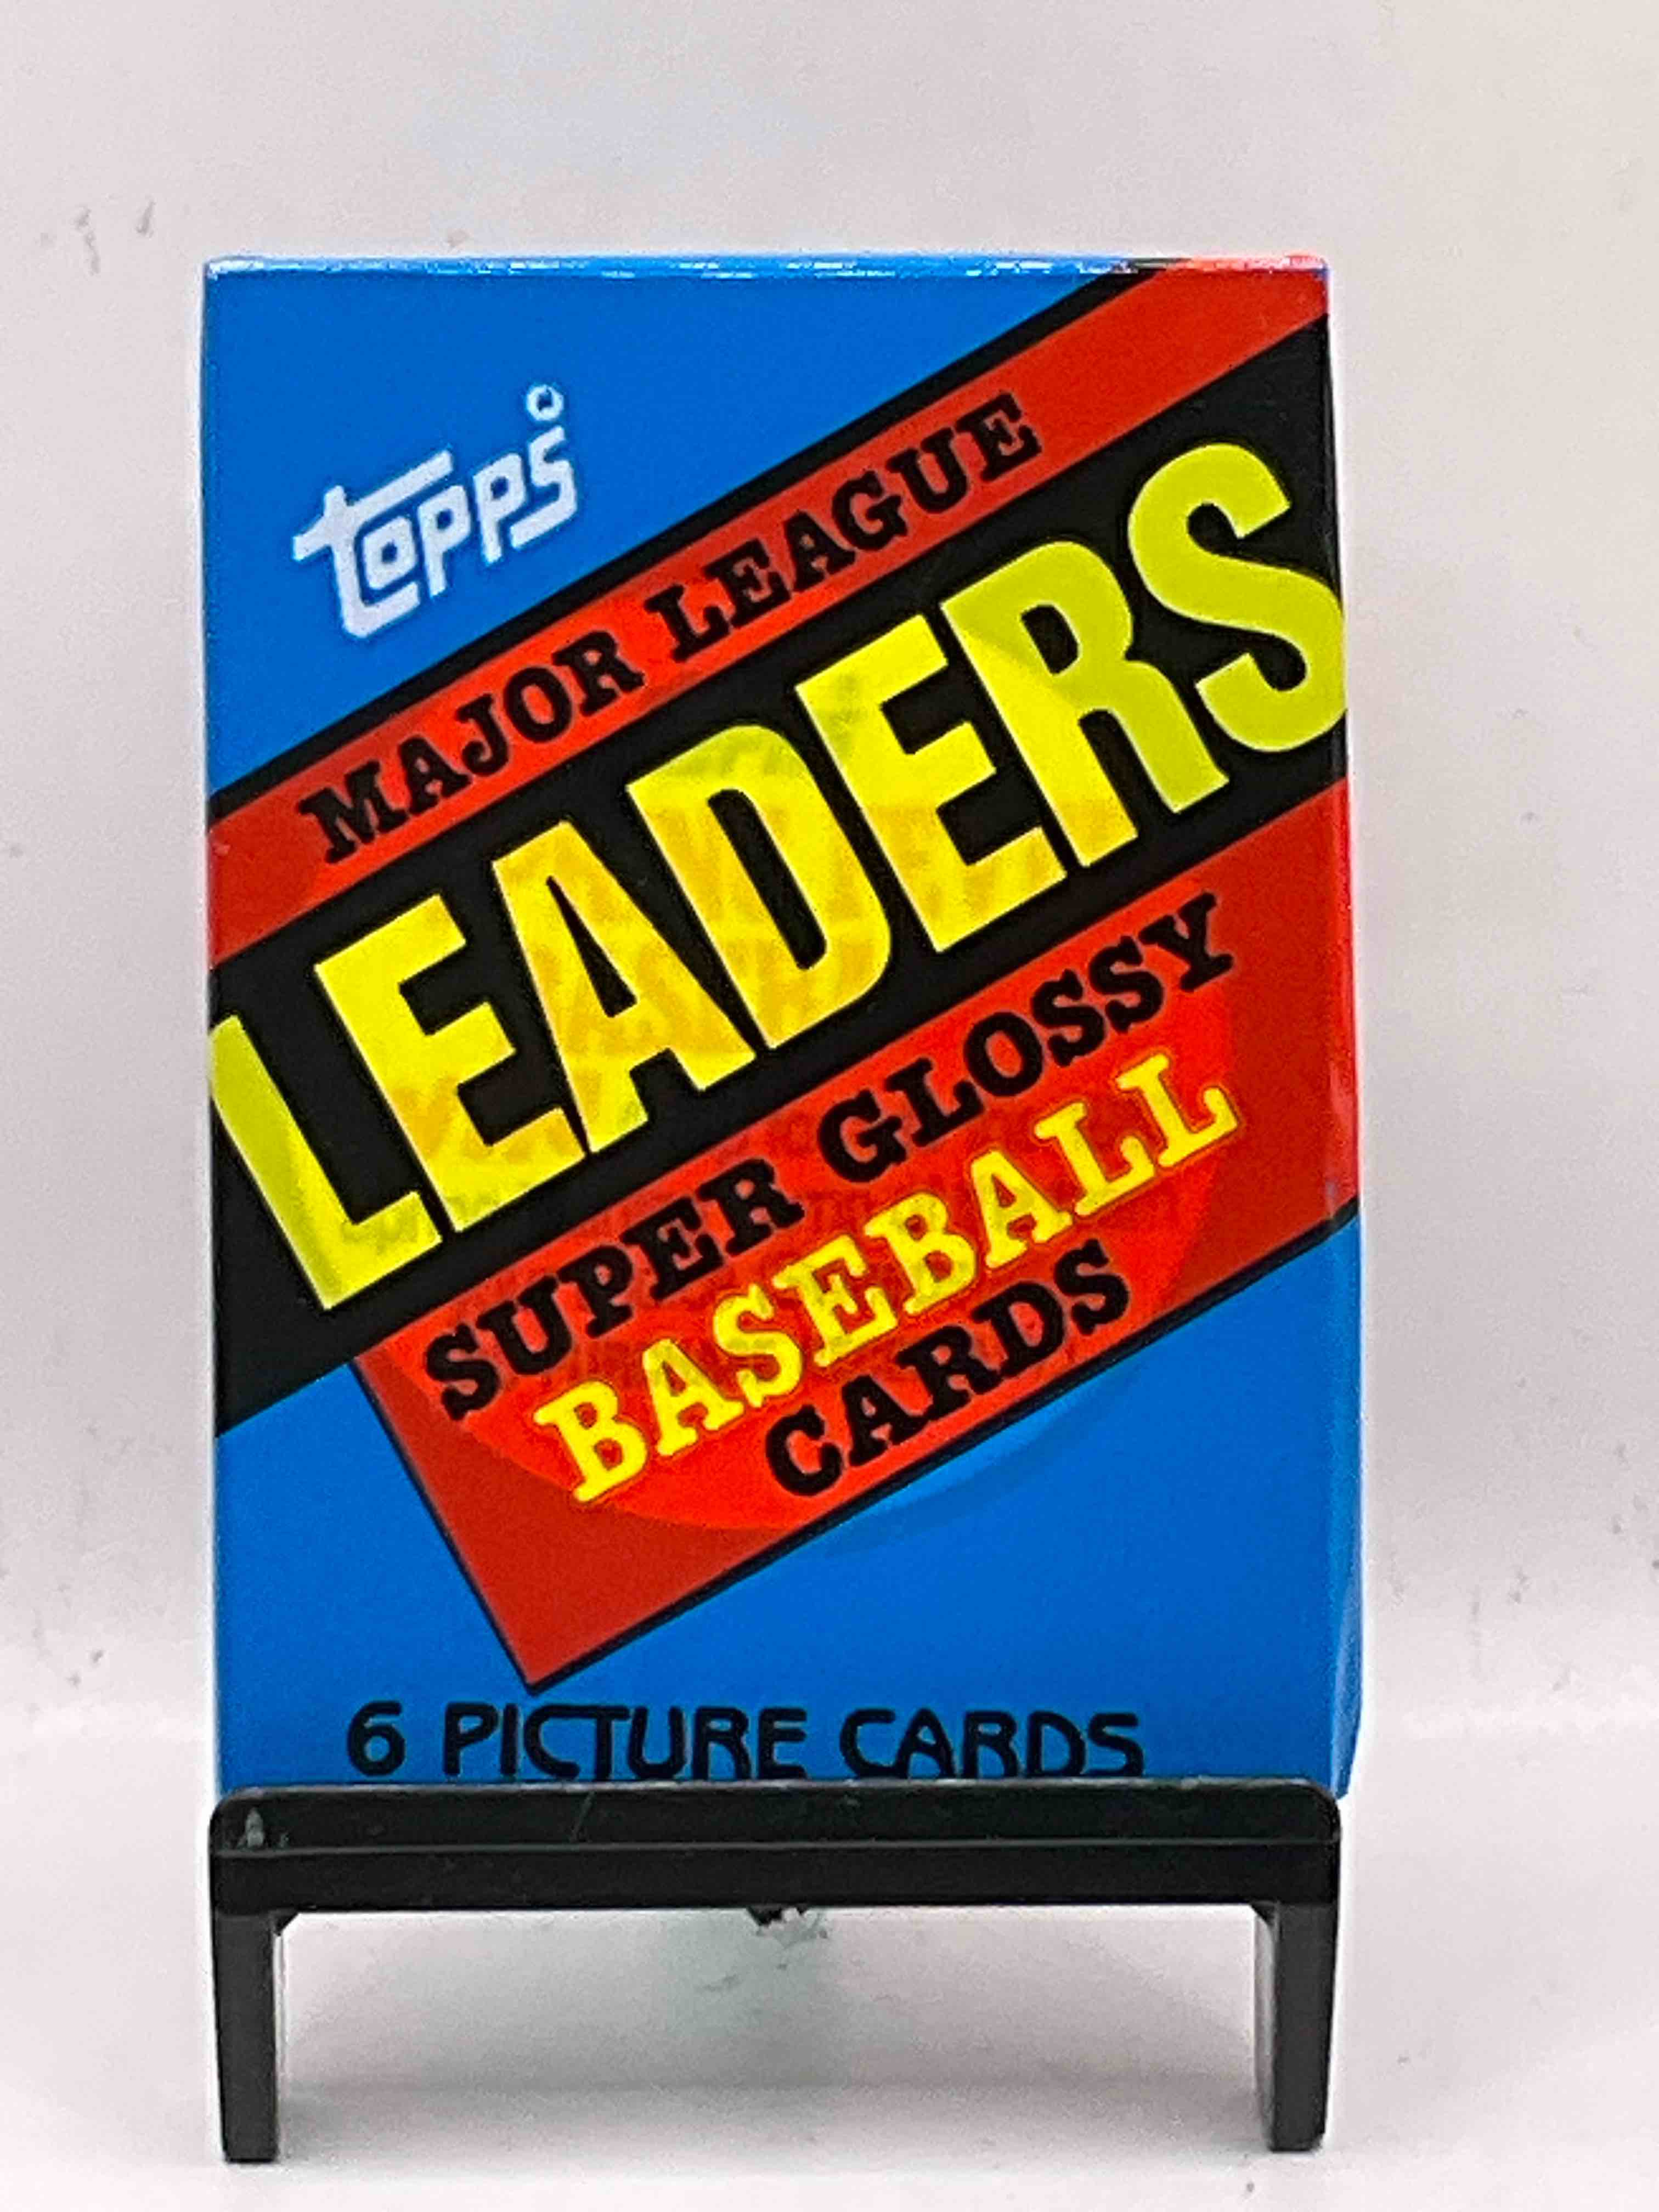 Topps
MAJOR LEAGUE
LEADERS
SUPER GLOSSY
BASEBALL
CARDS
6 PICTURE CARDS